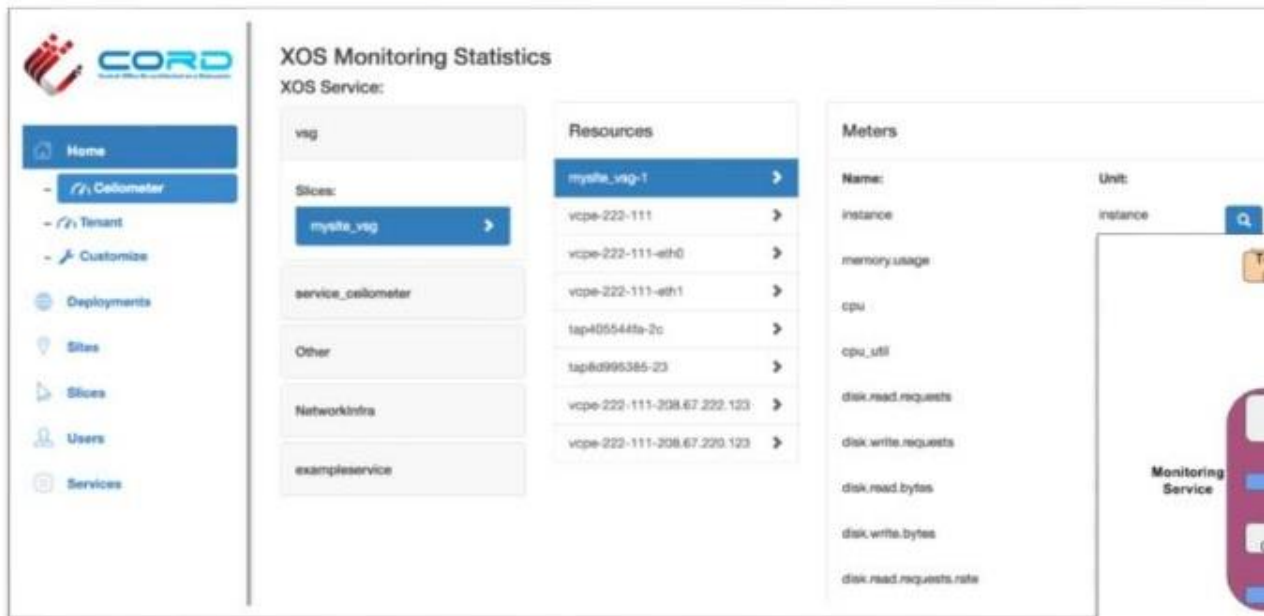 CORD
Home
- Ceilometer
- Tenant
- Customize
Deployments
Sites
Slices
Users
Services
XOS Monitoring Statistics
XOS Service:
vsg
Slices:
mysite_vsg
service_ceilometer
Other
NetworkInfra
exampleservice
Resources
mysite_vsg-1
vcpe-222-111
vcpe-222-111-eth0
vcpe-222-111-eth1
tap405544fa-2c
tap8d995385-23
vcpe-222-111-208.67.222.123
vcpe-222-111-208.67.220.123
Meters
Name: Unit:
instance instance
memory.usage
cpu
cpu_util
disk.read.requests
disk.write.requests
disk.read.bytes
disk.write.bytes
disk.read.requests.rate
Monitoring
Service